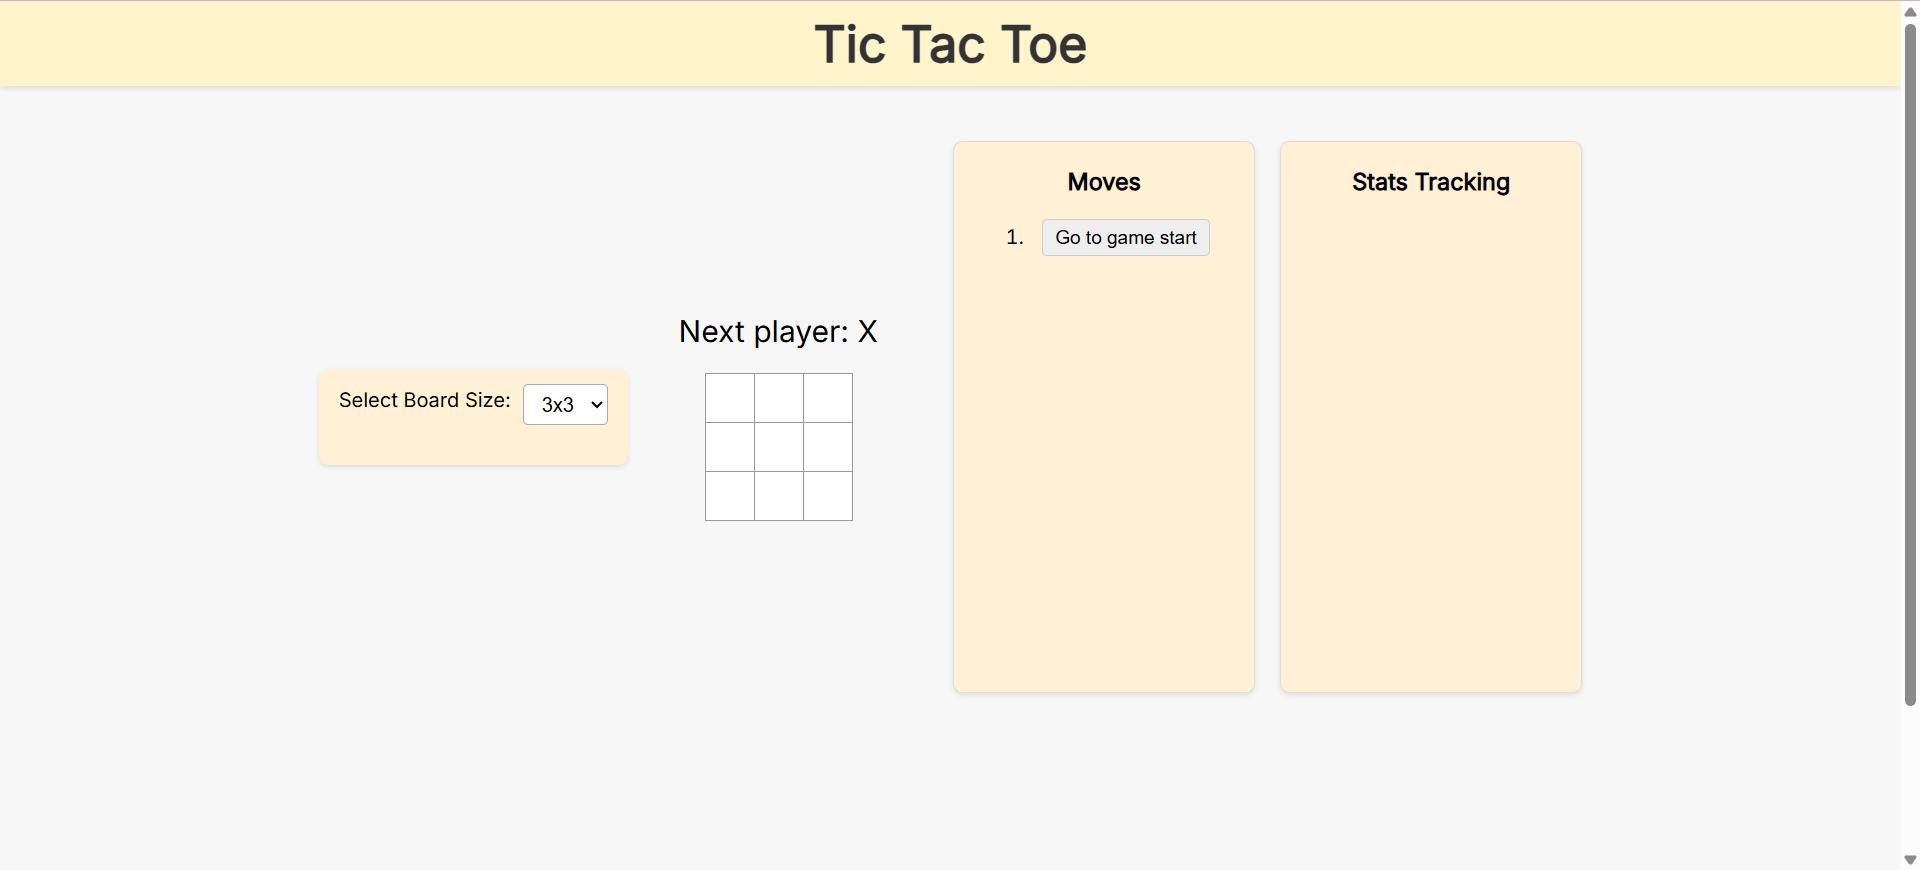 Tic Tac Toe
Select Board Size: 3x3
Next player: X
Moves
1. Go to game start
Stats Tracking